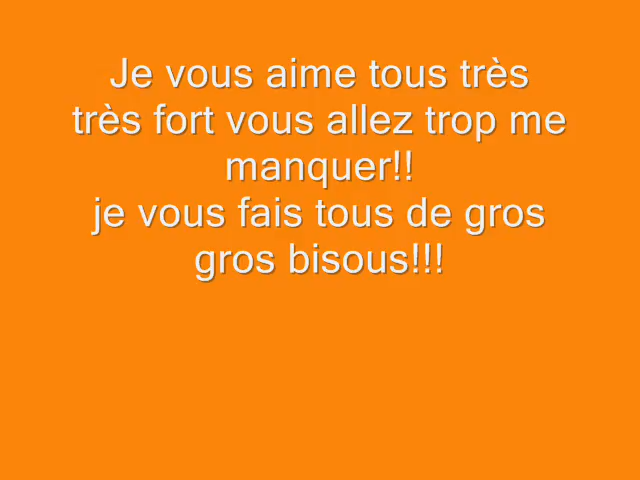 Je vous aime tous très
très fort vous allez trop me
manquer!!
je vous fais tous de gros
gros bisous!!!